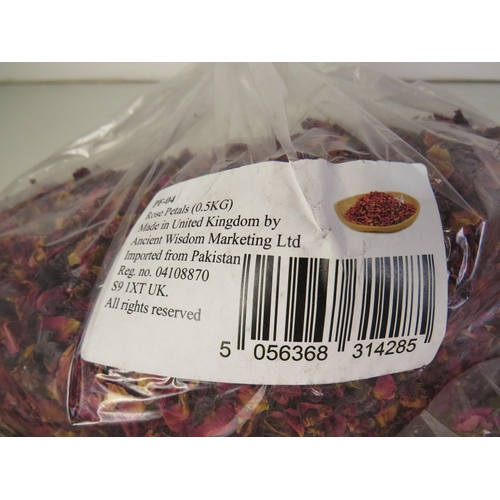 PF-04
Rose Petals (0.5KG)
Made in United Kingdom by
Ancient Wisdom Marketing Ltd
Imported from Pakistan
Reg. no. 04108870
S9 1XT UK.
All rights reserved
5 056368 314285